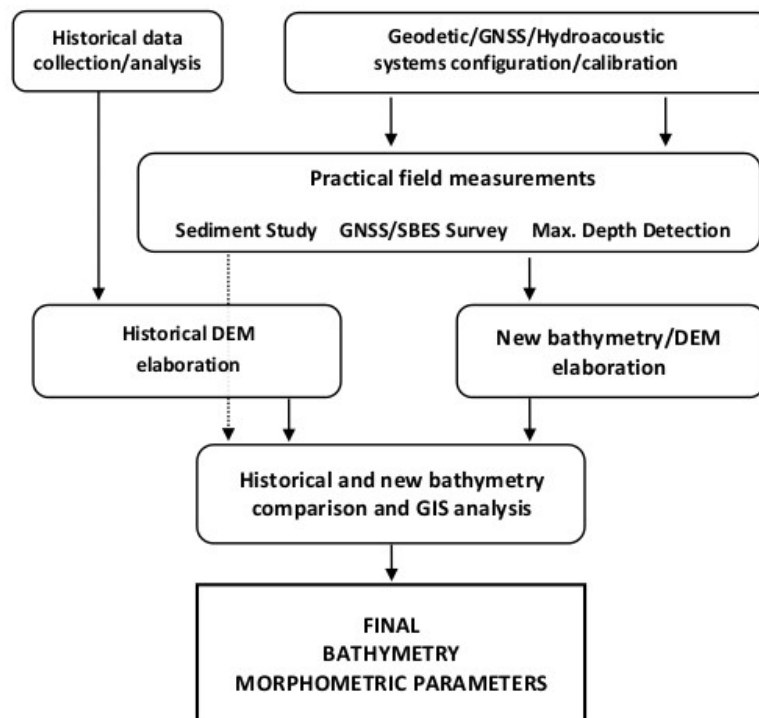 Historical data
collection/analysis
Geodetic/GNSS/Hydroacoustic
systems configuration/calibration
Practical field measurements
Sediment Study GNSS/SBES Survey Max. Depth Detection
Historical DEM
elaboration
New bathymetry/DEM
elaboration
Historical and new bathymetry
comparison and GIS analysis
FINAL
BATHYMETRY
MORPHOMETRIC PARAMETERS